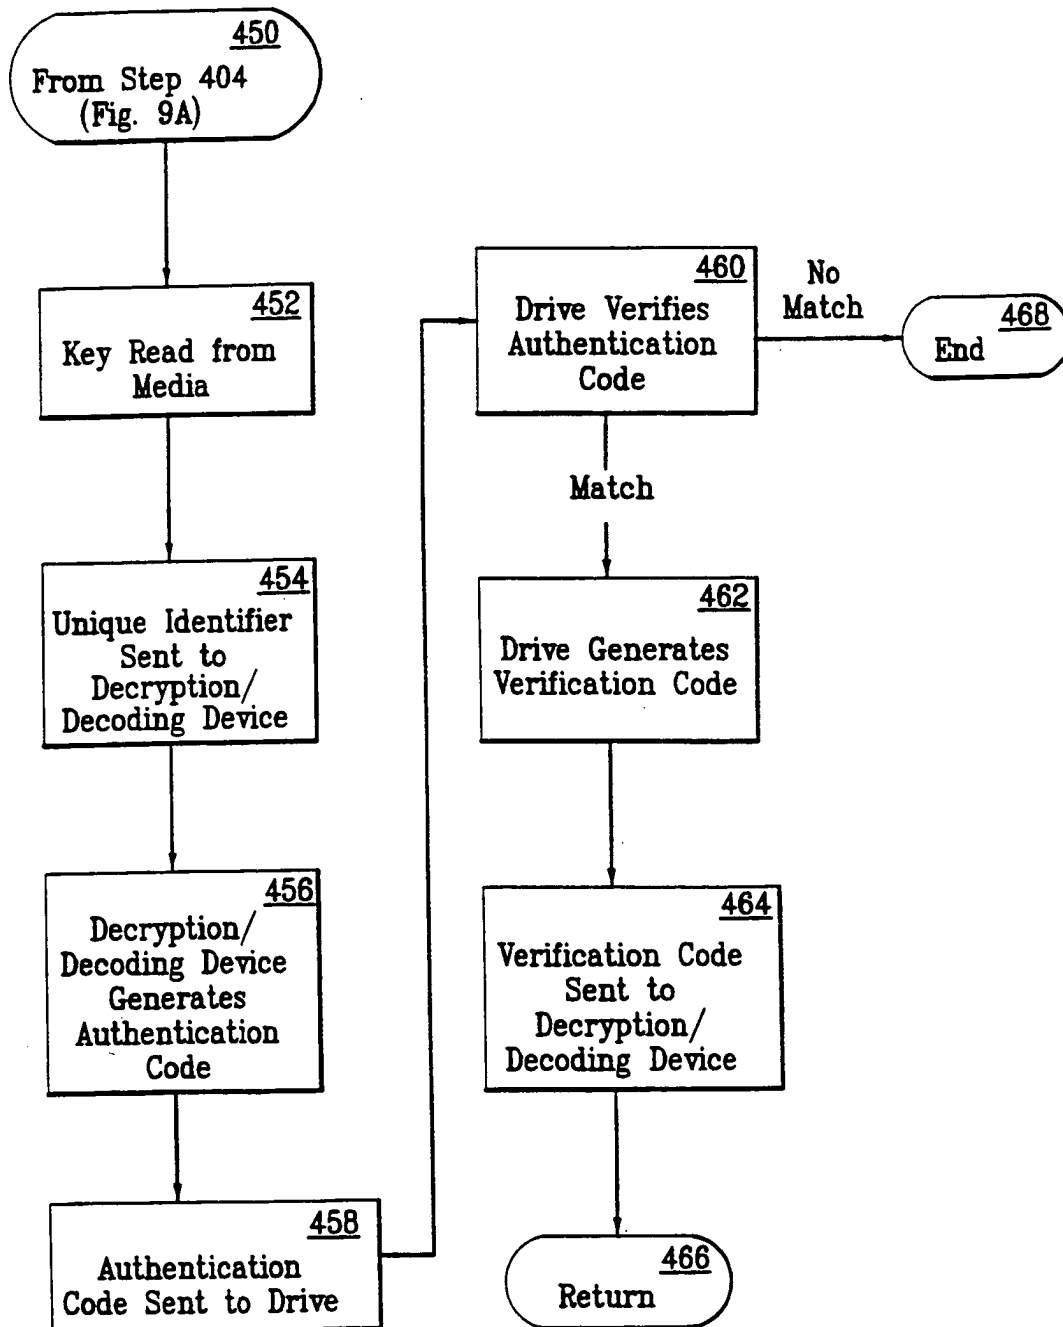 450
From Step 404
(Fig. 9A)
452
Key Read from
Media
454
Unique Identifier
Sent to
Decryption/
Decoding Device
456
Decryption/
Decoding Device
Generates
Authentication
Code
458
Authentication
Code Sent to Drive
460
Drive Verifies
Authentication
Code
No
Match
468
End
Match
462
Drive Generates
Verification Code
464
Verification Code
Sent to
Decryption/
Decoding Device
466
Return